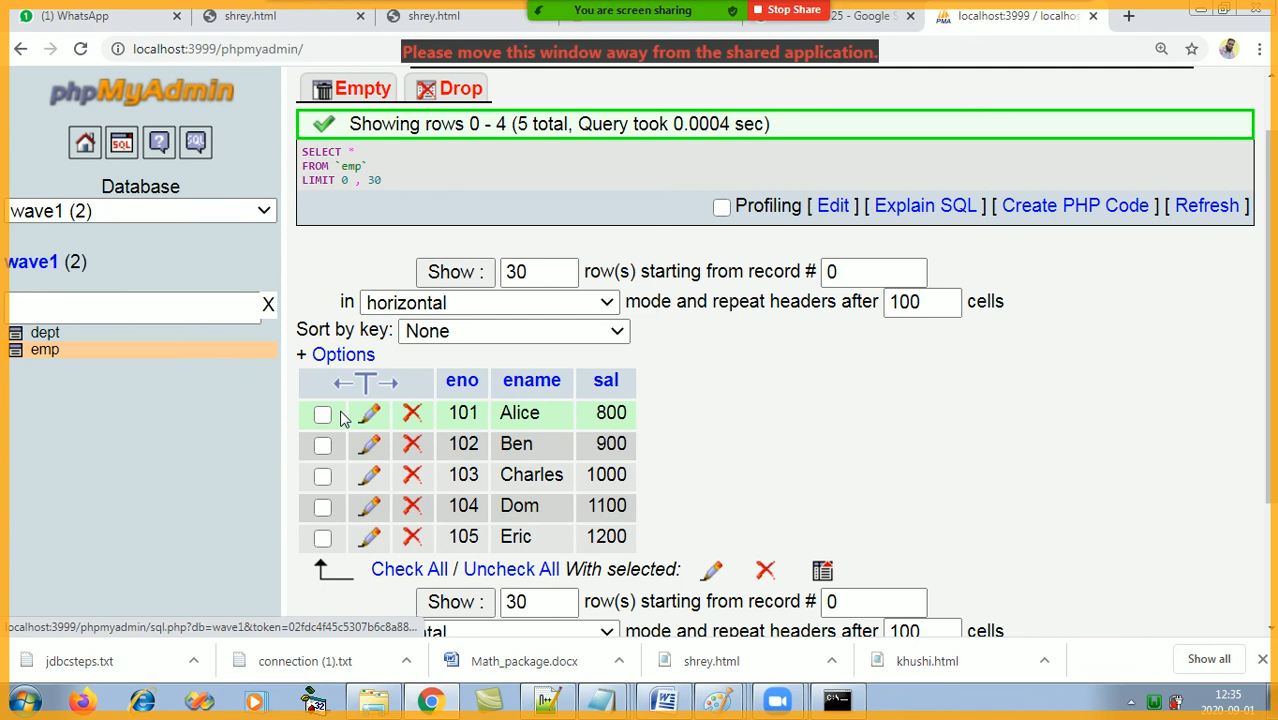 (1) WhatsApp × shrey.html × shrey.html You are screen sharing Stop Share 25 - Google S × localhost:3999 / localhos × +
localhost:3999/phpmyadmin/
Please move this window away from the shared application.
phpMyAdmin
Empty Drop
Showing rows 0 - 4 (5 total, Query took 0.0004 sec)
SELECT *
FROM `emp`
LIMIT 0 , 30
Database
wave1 (2)
Profiling [ Edit ] [ Explain SQL ] [ Create PHP Code ] [ Refresh ]
wave1 (2)
X
dept
emp
Show : 30 row(s) starting from record # 0
in horizontal mode and repeat headers after 100 cells
Sort by key: None
+ Options
←T→ eno ename sal
101 Alice 800
102 Ben 900
103 Charles 1000
104 Dom 1100
105 Eric 1200
Check All / Uncheck All With selected:
Show : 30 row(s) starting from record # 0
localhost:3999/phpmyadmin/sql.php?db=wave1&token=02fdc4f45c5307b6c8a88...
ntal mode and repeat headers after 100 cells
jdbcsteps.txt connection (1).txt Math_package.docx shrey.html khushi.html Show all
12:35
2020-09-01